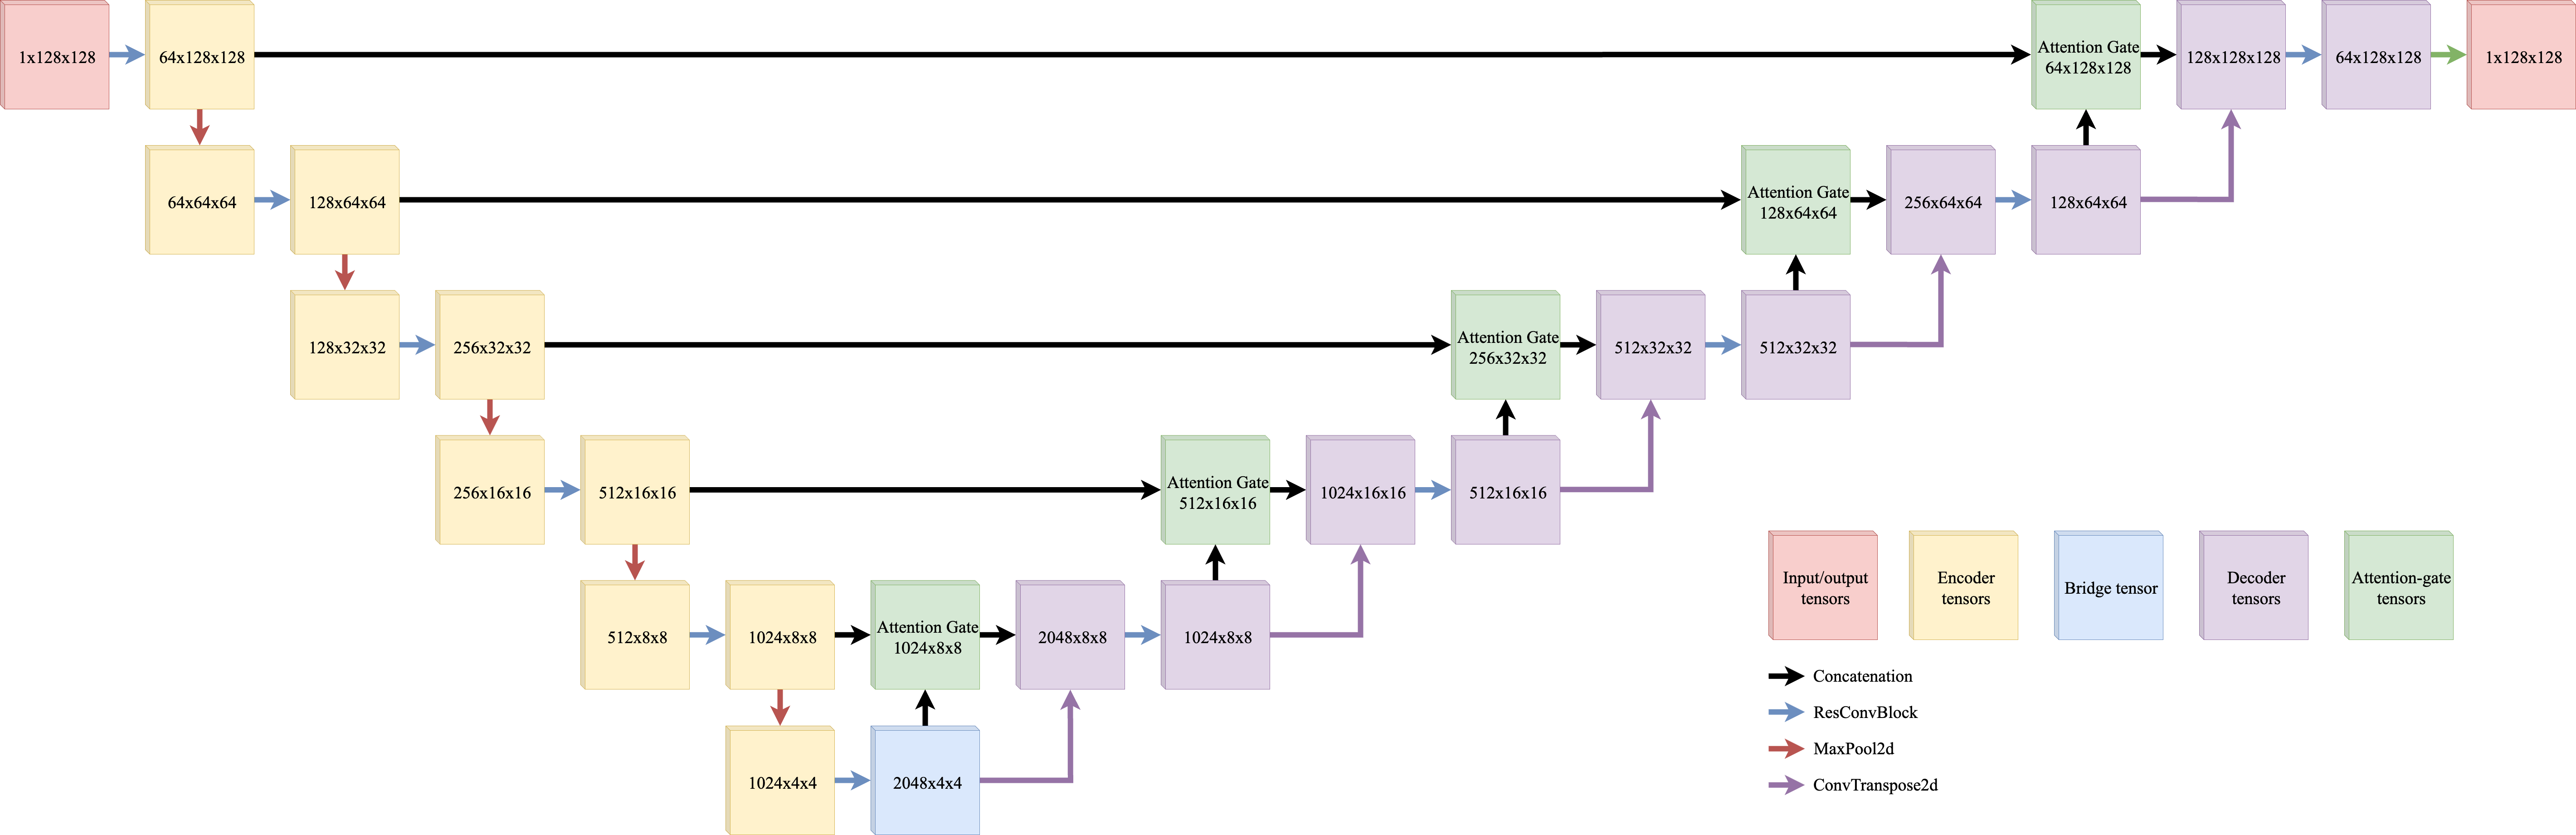 1x128x128
64x128x128
Attention Gate
64x128x128
128x128x128
64x128x128
1x128x128
64x64x64
128x64x64
Attention Gate
128x64x64
256x64x64
128x64x64
128x32x32
256x32x32
Attention Gate
256x32x32
512x32x32
512x32x32
256x16x16
512x16x16
Attention Gate
512x16x16
1024x16x16
512x16x16
512x8x8
1024x8x8
Attention Gate
1024x8x8
2048x8x8
1024x8x8
1024x4x4
2048x4x4
Input/output
tensors
Encoder
tensors
Bridge tensor
Decoder
tensors
Attention-gate
tensors
Concatenation
ResConvBlock
MaxPool2d
ConvTranspose2d